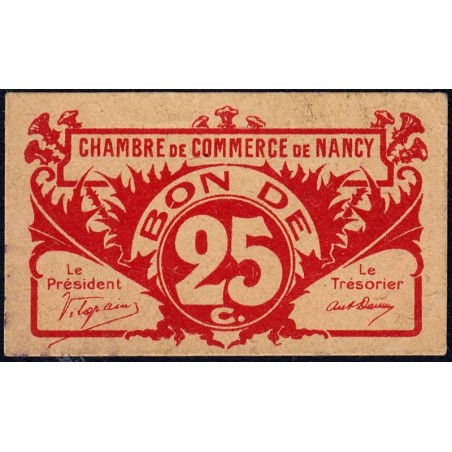 CHAMBRE DE COMMERCE DE NANCY
BON DE
25
C.
Le
Président
Le
Trésorier